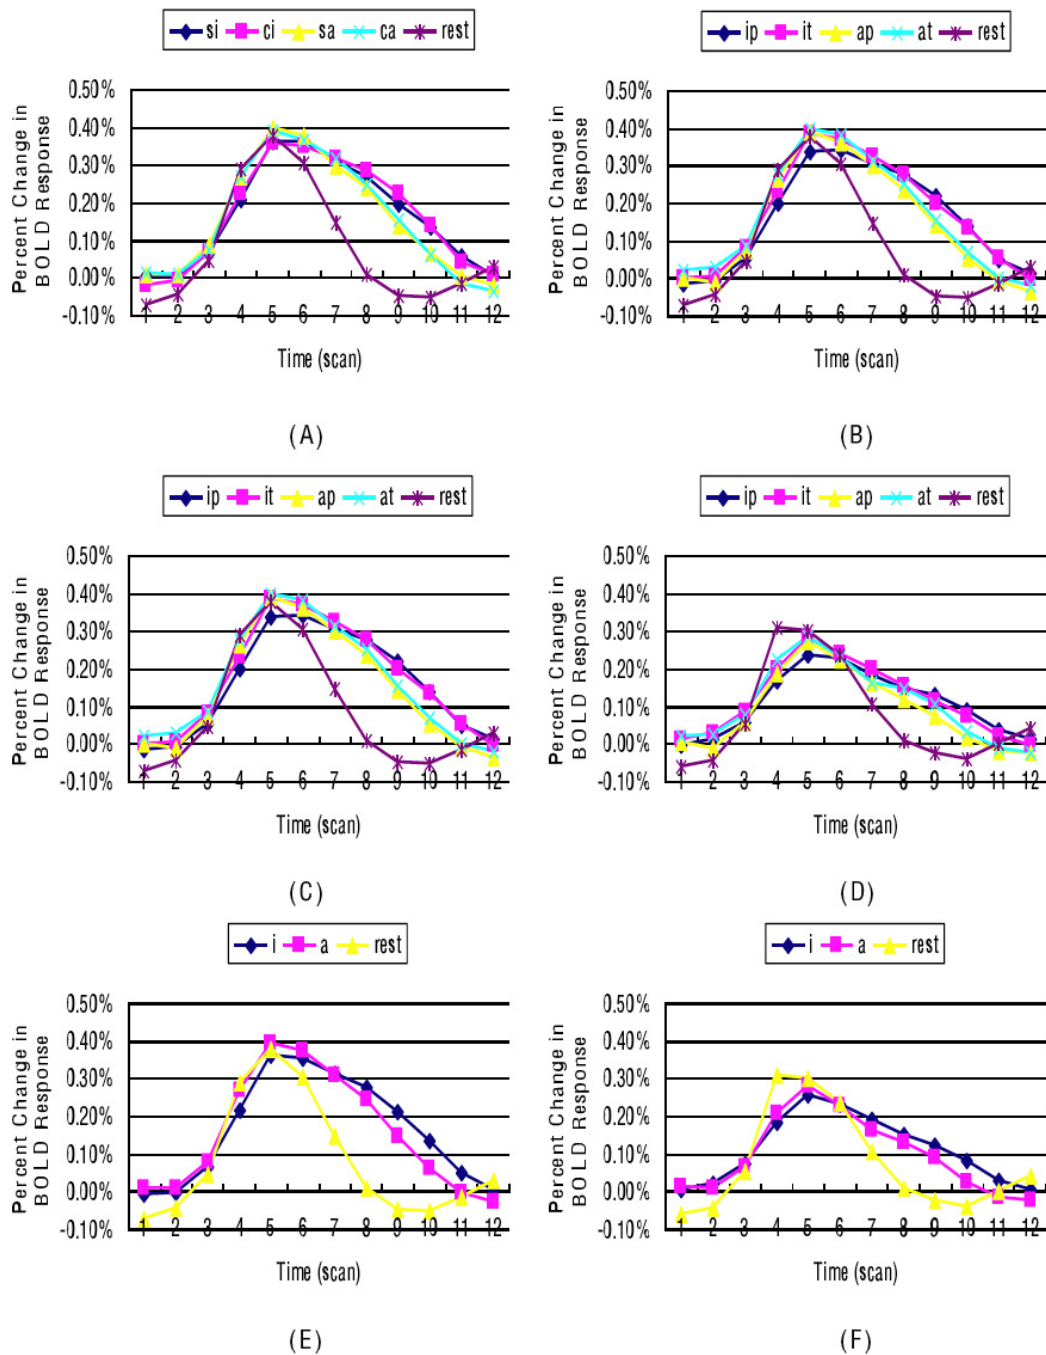 si ci sa ca rest
0.50%
0.40%
0.30%
0.20%
0.10%
0.00%
-0.10%
Percent Change in
BOLD Response
1 2 3 4 5 6 7 8 9 10 11 12
Time (scan)
(A)
ip it ap at rest
0.50%
0.40%
0.30%
0.20%
0.10%
0.00%
-0.10%
Percent Change in
BOLD Response
1 2 3 4 5 6 7 8 9 10 11 12
Time (scan)
(B)
ip it ap at rest
0.50%
0.40%
0.30%
0.20%
0.10%
0.00%
-0.10%
Percent Change in
BOLD Response
1 2 3 4 5 6 7 8 9 10 11 12
Time (scan)
(C)
ip it ap at rest
0.50%
0.40%
0.30%
0.20%
0.10%
0.00%
-0.10%
Percent Change in
BOLD Response
1 2 3 4 5 6 7 8 9 10 11 12
Time (scan)
(D)
i a rest
0.50%
0.40%
0.30%
0.20%
0.10%
0.00%
-0.10%
Percent Change in
BOLD Response
1 2 3 4 5 6 7 8 9 10 11 12
Time (scan)
(E)
i a rest
0.50%
0.40%
0.30%
0.20%
0.10%
0.00%
-0.10%
Percent Change in
BOLD Response
1 2 3 4 5 6 7 8 9 10 11 12
Time (scan)
(F)